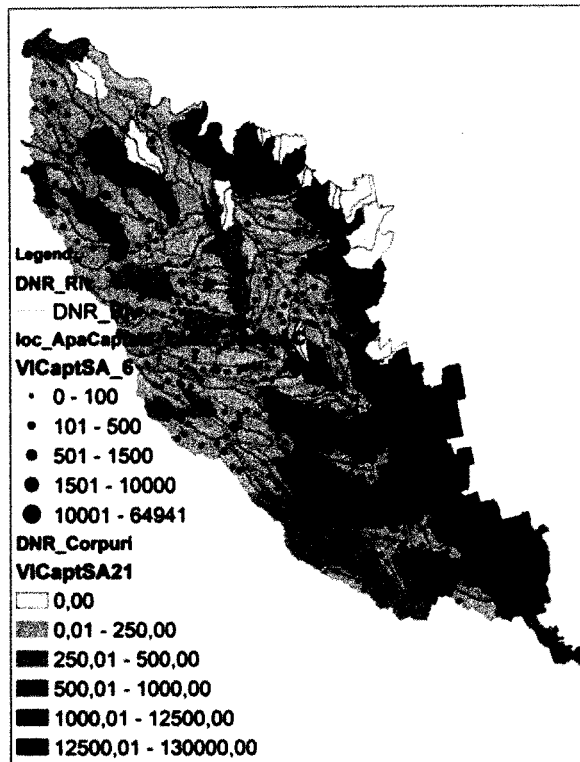 Legend
DNR_
DNR_
loc_ApaCapt
VlCaptSA_6
0 - 100
101 - 500
501 - 1500
1501 - 10000
10001 - 64941
DNR_Corpuri
VlCaptSA21
0,00
0,01 - 250,00
250,01 - 500,00
500,01 - 1000,00
1000,01 - 12500,00
12500,01 - 130000,00